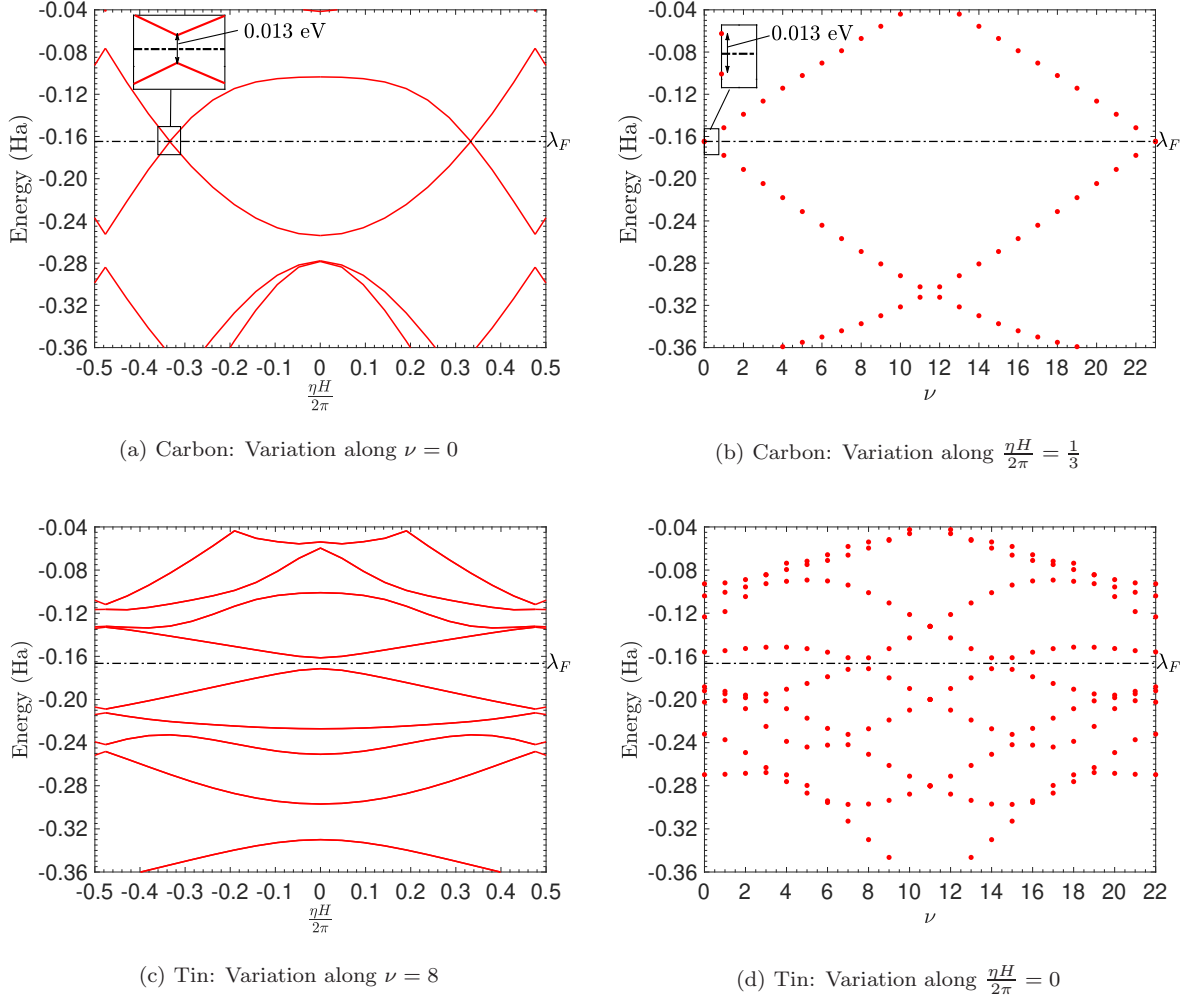 0.013 eV
-0.04
-0.08
-0.12
-0.16
-0.20
-0.24
-0.28
-0.32
-0.36
Energy (Ha)
λ_F
-0.5 -0.4 -0.3 -0.2 -0.1 0 0.1 0.2 0.3 0.4 0.5
ηH/2π
(a) Carbon: Variation along ν = 0
0.013 eV
-0.04
-0.08
-0.12
-0.16
-0.20
-0.24
-0.28
-0.32
-0.36
Energy (Ha)
λ_F
0 2 4 6 8 10 12 14 16 18 20 22
ν
(b) Carbon: Variation along ηH/2π = 1/3
-0.04
-0.08
-0.12
-0.16
-0.20
-0.24
-0.28
-0.32
-0.36
Energy (Ha)
λ_F
-0.5 -0.4 -0.3 -0.2 -0.1 0 0.1 0.2 0.3 0.4 0.5
ηH/2π
(c) Tin: Variation along ν = 8
-0.04
-0.08
-0.12
-0.16
-0.20
-0.24
-0.28
-0.32
-0.36
Energy (Ha)
λ_F
0 2 4 6 8 10 12 14 16 18 20 22
ν
(d) Tin: Variation along ηH/2π = 0